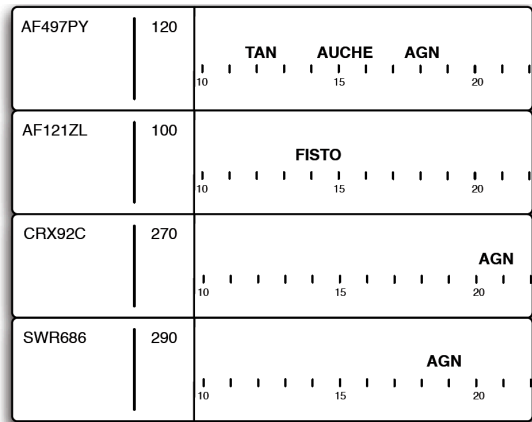 AF497PY 120
TAN AUCHE AGN
10 15 20
AF121ZL 100
FISTO
10 15 20
CRX92C 270
AGN
10 15 20
SWR686 290
AGN
10 15 20